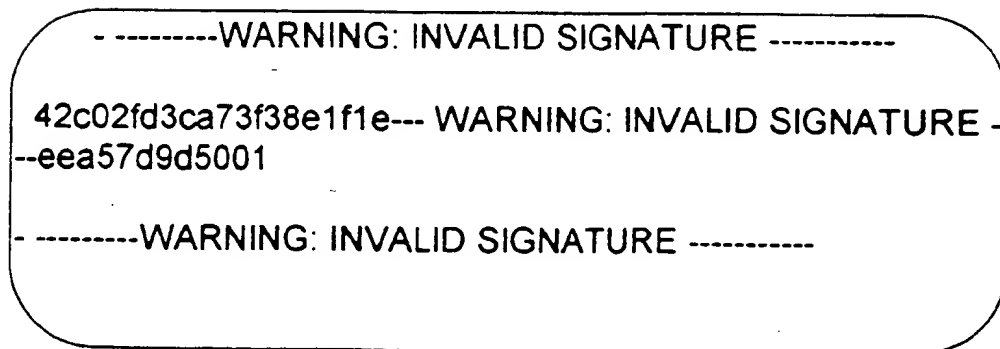 - ---------WARNING: INVALID SIGNATURE -----------
42c02fd3ca73f38e1f1e--- WARNING: INVALID SIGNATURE -
--eea57d9d5001
- ---------WARNING: INVALID SIGNATURE -----------